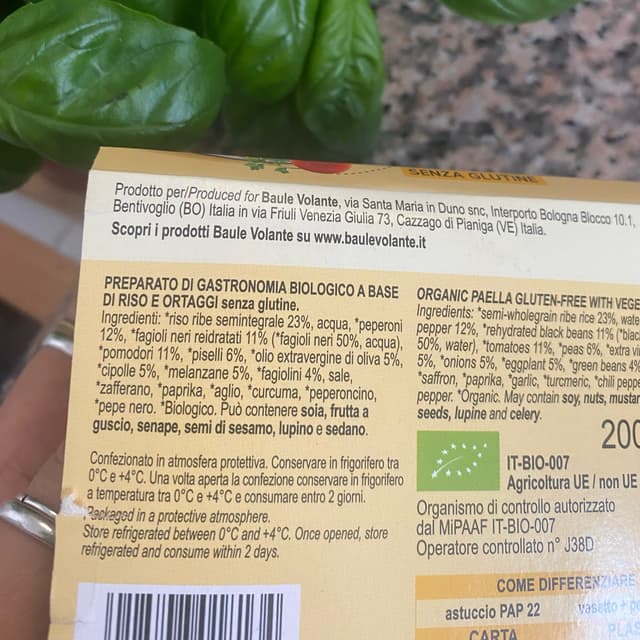 SENZA GLUTINE
Prodotto per/Produced for Baule Volante, via Santa Maria in Duno snc, Interporto Bologna Blocco 10.1,
Bentivoglio (BO) Italia in via Friuli Venezia Giulia 73, Cazzago di Pianiga (VE) Italia.
Scopri i prodotti Baule Volante su www.baulevolante.it
PREPARATO DI GASTRONOMIA BIOLOGICO A BASE
DI RISO E ORTAGGI senza glutine.
Ingredienti: *riso ribe semintegrale 23%, acqua, *peperoni
12%, *fagioli neri reidratati 11% (*fagioli neri 50%, acqua),
*pomodori 11%, *piselli 6%, *olio extravergine di oliva 5%,
*cipolle 5%, *melanzane 5%, *fagiolini 4%, sale,
*zafferano, *paprika, *aglio, *curcuma, *peperoncino,
*pepe nero. *Biologico. Può contenere soia, frutta a
guscio, senape, semi di sesamo, lupino e sedano.
Confezionato in atmosfera protettiva. Conservare in frigorifero tra
0°C e +4°C. Una volta aperta la confezione conservare in frigorifero
a temperatura tra 0°C e +4°C e consumare entro 2 giorni.
Packaged in a protective atmosphere.
Store refrigerated between 0°C and +4°C. Once opened, store
refrigerated and consume within 2 days.
ORGANIC PAELLA GLUTEN-FREE WITH VEGE
Ingredients: *semi-wholegrain ribe rice 23%, wate
pepper 12%, *rehydrated black beans 11% (*blac
50%, water), *tomatoes 11%, *peas 6%, *extra vi
5%, *onions 5%, *eggplant 5%, *green beans 4%
*saffron, *paprika, *garlic, *turcmeric, *chili peppe
pepper. *Organic. May contain soy, nuts, mustar
seeds, lupine and celery.
200
IT-BIO-007
Agricoltura UE / non UE
Organismo di controllo autorizzato
dal MiPAAF IT-BIO-007
Operatore controllato n° J38D
COME DIFFERENZIARE
astuccio PAP 22
vasetto + pe
CARTA
PLAS